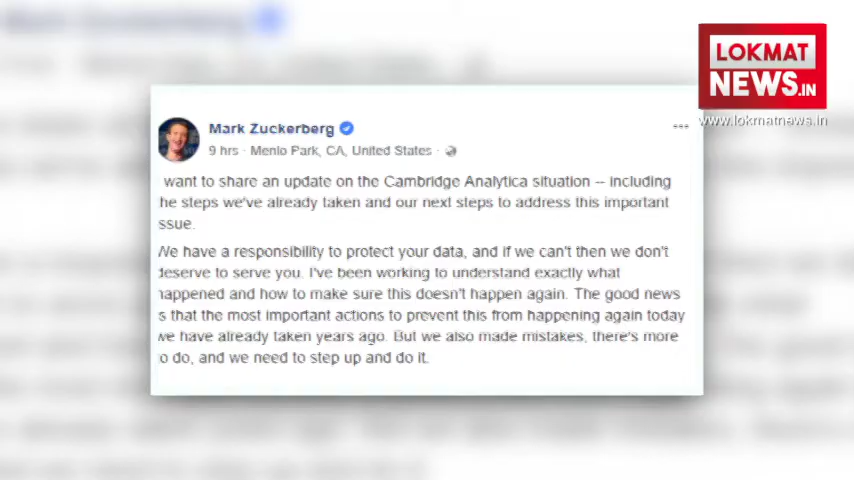 LOKMAT
NEWS.IN
www.lokmatnews.in
Mark Zuckerberg
9 hrs · Menlo Park, CA, United States ·
want to share an update on the Cambridge Analytica situation -- including
he steps we've already taken and our next steps to address this important
ssue.
We have a responsibility to protect your data, and if we can't then we don't
deserve to serve you. I've been working to understand exactly what
happened and how to make sure this doesn't happen again. The good news
s that the most important actions to prevent this from happening again today
we have already taken years ago. But we also made mistakes, there's more
o do, and we need to step up and do it.